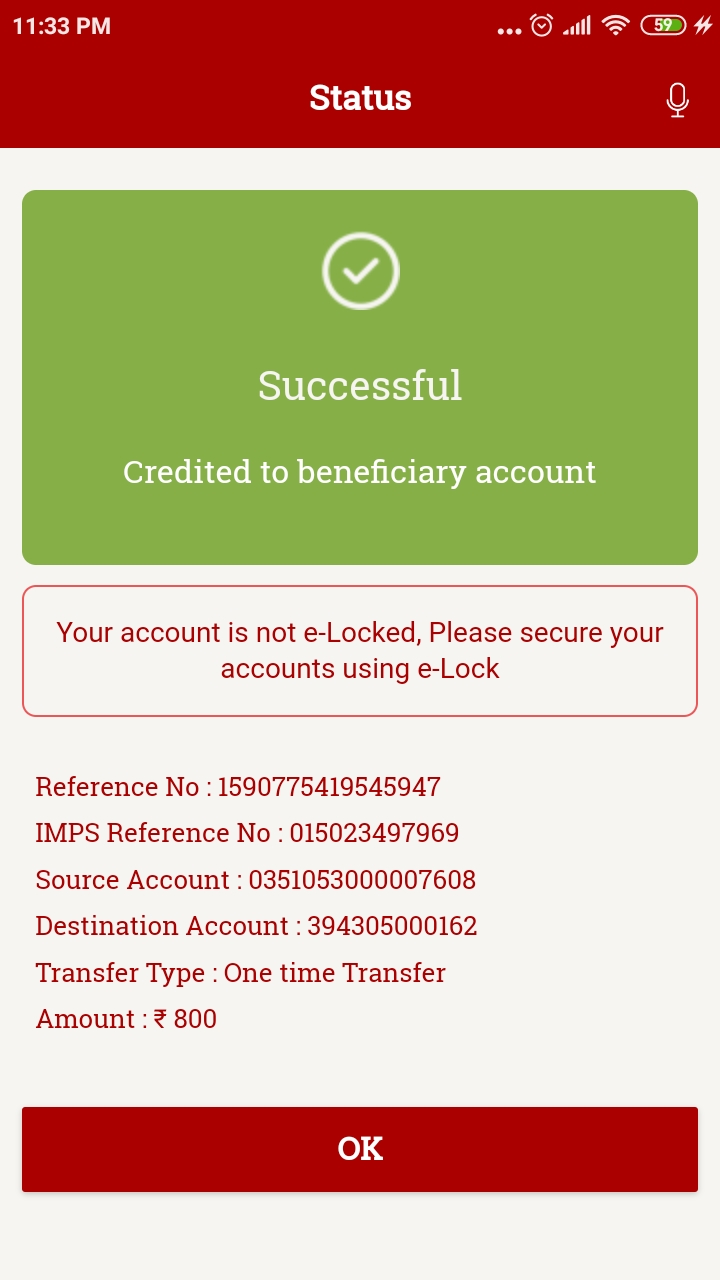 11:33 PM
59
Status
Successful
Credited to beneficiary account
Your account is not e-Locked, Please secure your
accounts using e-Lock
Reference No : 1590775419545947
IMPS Reference No : 015023497969
Source Account : 0351053000007608
Destination Account : 394305000162
Transfer Type : One time Transfer
Amount : ₹ 800
OK